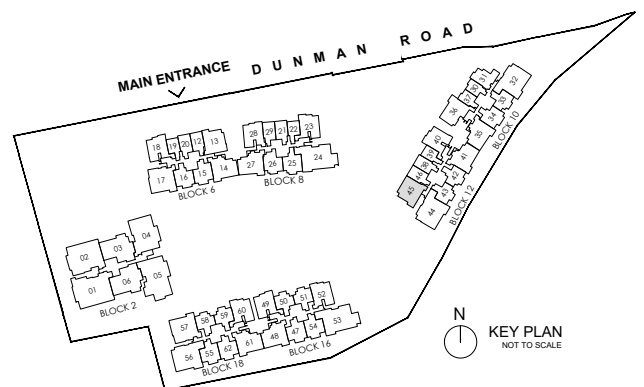 DUNMAN ROAD
MAIN ENTRANCE
18 19 20 12 13
17 16 15 14
BLOCK 6
28 29 21 22 23
27 26 25 24
BLOCK 8
31
30
37
36
32
33
34
35
BLOCK 10
40
39
38
46
45
41
42
43
44
BLOCK 12
02 03 04
01 06 05
BLOCK 2
57 58 59 60
56 55 62 61
BLOCK 18
49 50 51 52
48 47 54 53
BLOCK 16
N
KEY PLAN
NOT TO SCALE